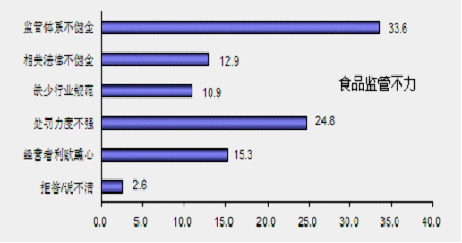 监管体系不健全
33.6
相关法律不健全
12.9
缺少行业规范
10.9
食品监管不力
处罚力度不强
24.8
经营者利欲熏心
15.3
拒答/说不清
2.6
0.0 5.0 10.0 15.0 20.0 25.0 30.0 35.0 40.0